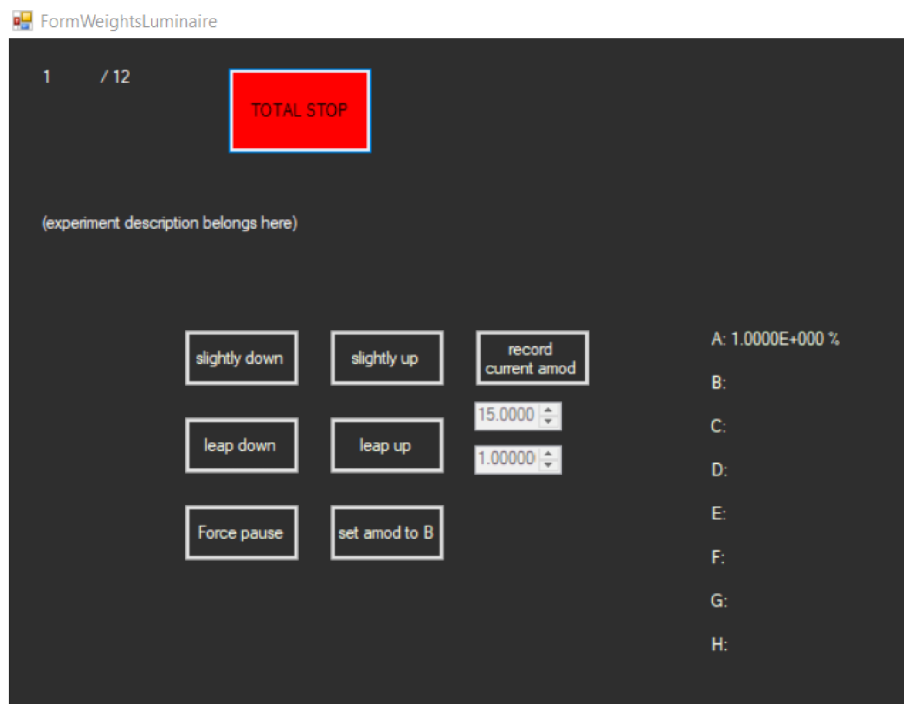 FormWeightsLuminaire
1 / 12
TOTAL STOP
(experiment description belongs here)
slightly down
slightly up
record
current amod
A: 1.0000E+000 %
B:
15.0000
C:
leap down
leap up
1.00000
D:
E:
Force pause
set amod to B
F:
G:
H: